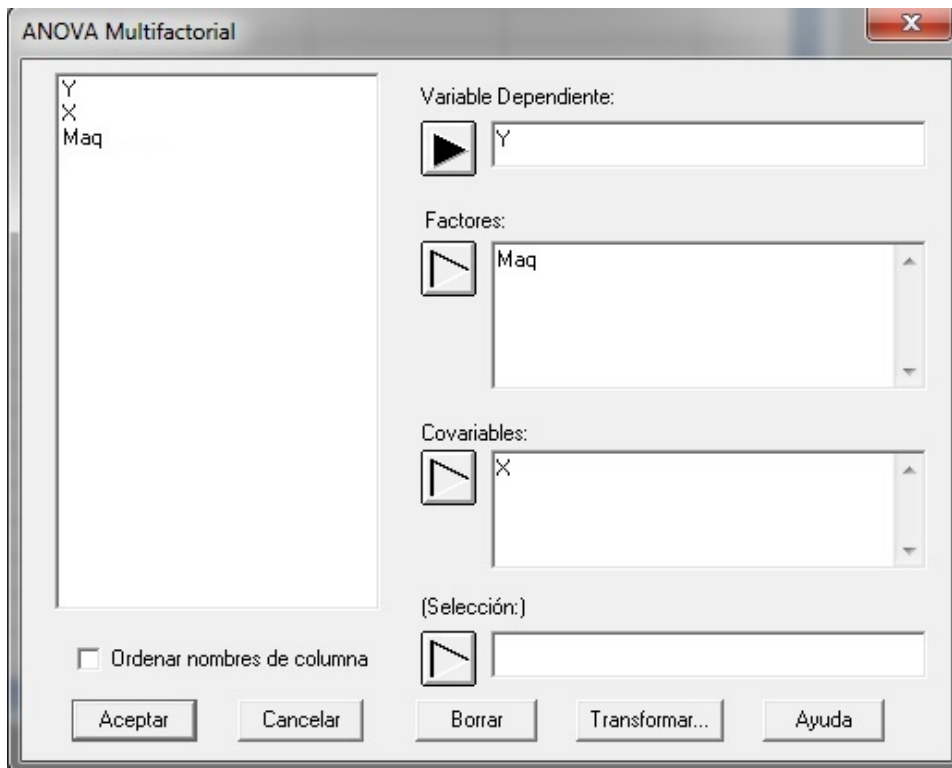 ANOVA Multifactorial
Y
X
Maq
Variable Dependiente:
Y
Factores:
Maq
Covariables:
X
(Selección:)
Ordenar nombres de columna
Aceptar
Cancelar
Borrar
Transformar...
Ayuda